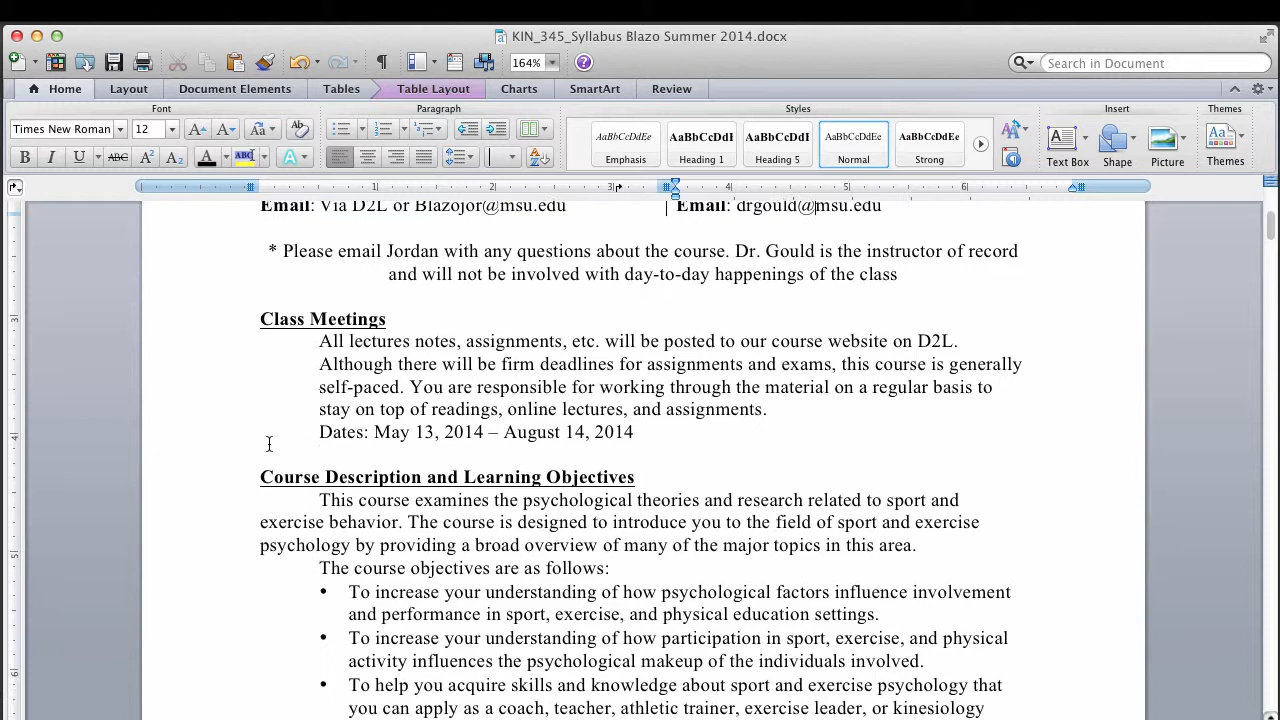 KIN_345_Syllabus Blazo Summer 2014.docx
164%
Search in Document
Home Layout Document Elements Tables Table Layout Charts SmartArt Review
Font Paragraph Styles Insert Themes
Times New Roman 12 A A Aa Ab
AaBbCcDdEe AaBbCcDdI AaBbCcDdI AaBbCcDdEe AaBbCcDdEe
Emphasis Heading 1 Heading 5 Normal Strong
B I U ABC A² A₂ A ABC A
Text Box Shape Picture Themes
1 2 3 4 5 6
Email: Via D2L or Blazojor@msu.edu Email: drgould@msu.edu
* Please email Jordan with any questions about the course. Dr. Gould is the instructor of record
and will not be involved with day-to-day happenings of the class
Class Meetings
All lectures notes, assignments, etc. will be posted to our course website on D2L.
Although there will be firm deadlines for assignments and exams, this course is generally
self-paced. You are responsible for working through the material on a regular basis to
stay on top of readings, online lectures, and assignments.
Dates: May 13, 2014 – August 14, 2014
Course Description and Learning Objectives
This course examines the psychological theories and research related to sport and
exercise behavior. The course is designed to introduce you to the field of sport and exercise
psychology by providing a broad overview of many of the major topics in this area.
The course objectives are as follows:
• To increase your understanding of how psychological factors influence involvement
and performance in sport, exercise, and physical education settings.
• To increase your understanding of how participation in sport, exercise, and physical
activity influences the psychological makeup of the individuals involved.
• To help you acquire skills and knowledge about sport and exercise psychology that
you can apply as a coach, teacher, athletic trainer, exercise leader, or kinesiology